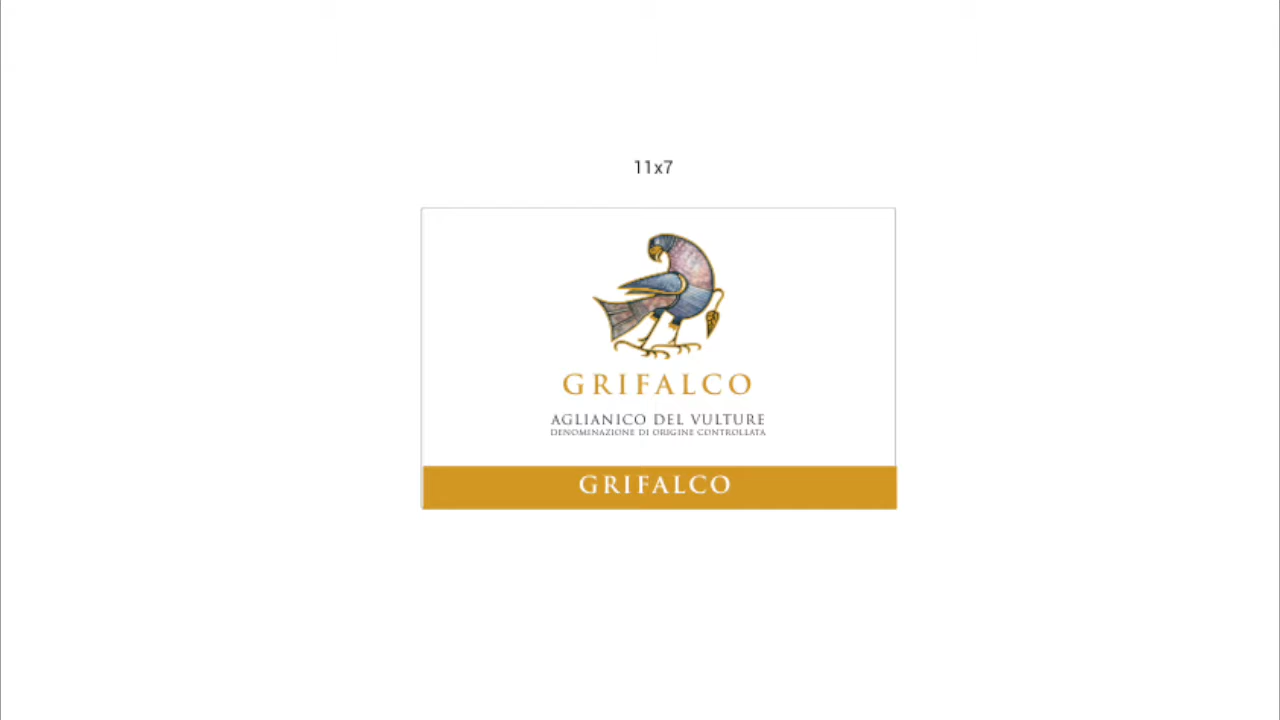 11x7
GRIFALCO
AGLIANICO DEL VULTURE
DENOMINAZIONE DI ORIGINE CONTROLLATA
GRIFALCO